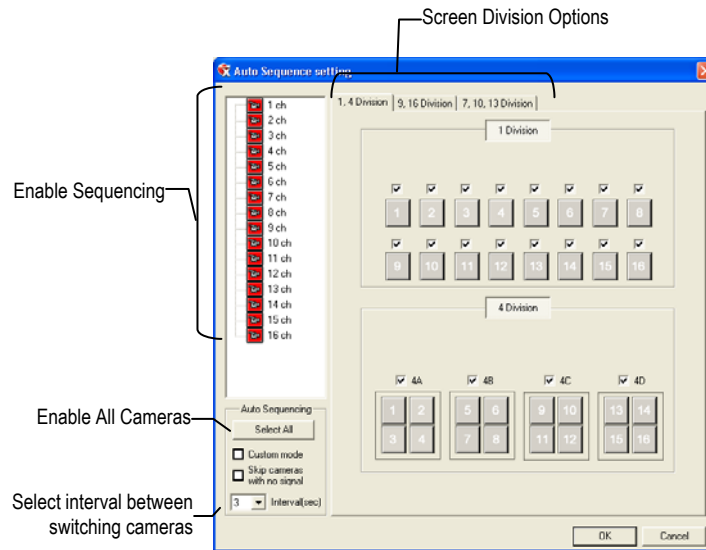 Screen Division Options
Auto Sequence setting
1, 4 Division 9, 16 Division 7, 10, 13 Division
Enable Sequencing
1 ch
2 ch
3 ch
4 ch
5 ch
6 ch
7 ch
8 ch
9 ch
10 ch
11 ch
12 ch
13 ch
14 ch
15 ch
16 ch
1 Division
1 2 3 4 5 6 7 8
9 10 11 12 13 14 15 16
4 Division
4A 4B 4C 4D
1 2 5 6 9 10 13 14
3 4 7 8 11 12 15 16
Enable All Cameras
Auto Sequencing
Select All
Custom mode
Skip cameras
with no signal
Select interval between
switching cameras
3 Interval(sec)
OK Cancel